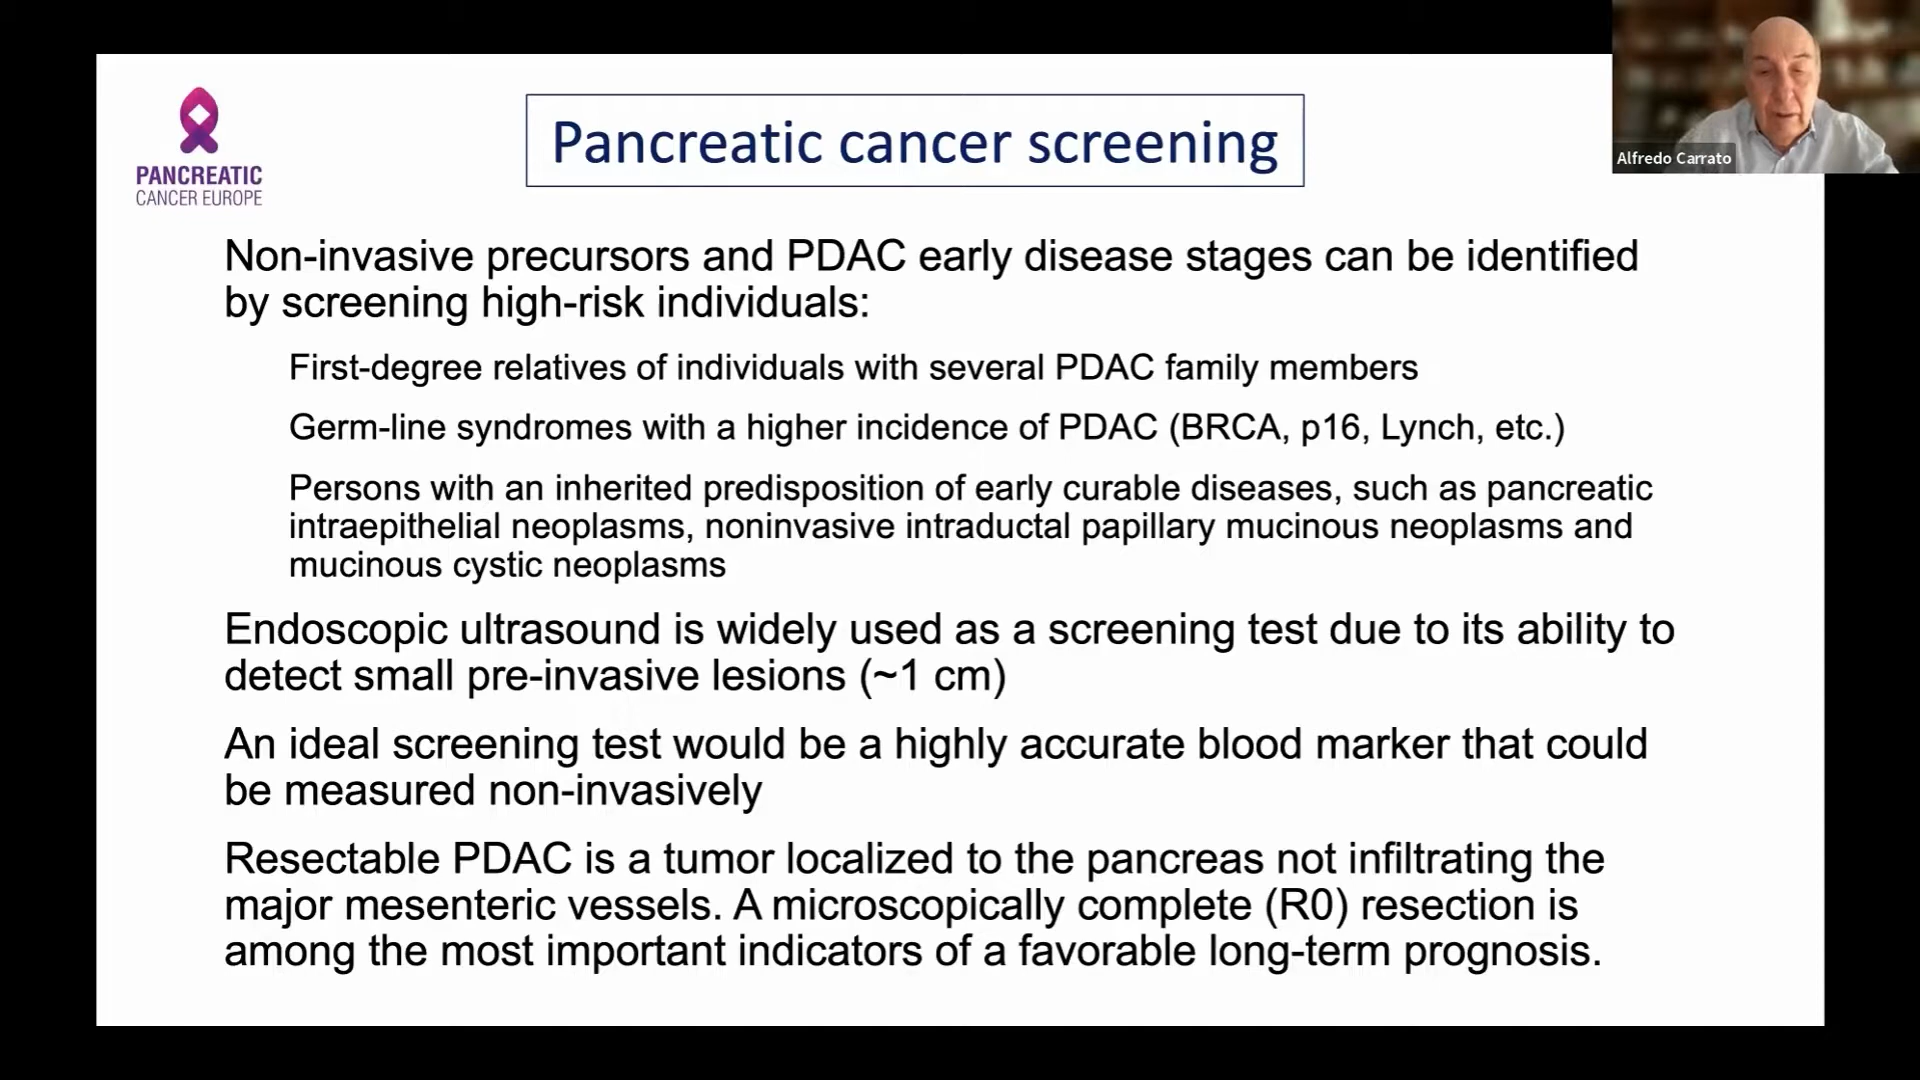 PANCREATIC
CANCER EUROPE
Pancreatic cancer screening
Alfredo Carrato
Non-invasive precursors and PDAC early disease stages can be identified
by screening high-risk individuals:
First-degree relatives of individuals with several PDAC family members
Germ-line syndromes with a higher incidence of PDAC (BRCA, p16, Lynch, etc.)
Persons with an inherited predisposition of early curable diseases, such as pancreatic
intraepithelial neoplasms, noninvasive intraductal papillary mucinous neoplasms and
mucinous cystic neoplasms
Endoscopic ultrasound is widely used as a screening test due to its ability to
detect small pre-invasive lesions (~1 cm)
An ideal screening test would be a highly accurate blood marker that could
be measured non-invasively
Resectable PDAC is a tumor localized to the pancreas not infiltrating the
major mesenteric vessels. A microscopically complete (R0) resection is
among the most important indicators of a favorable long-term prognosis.